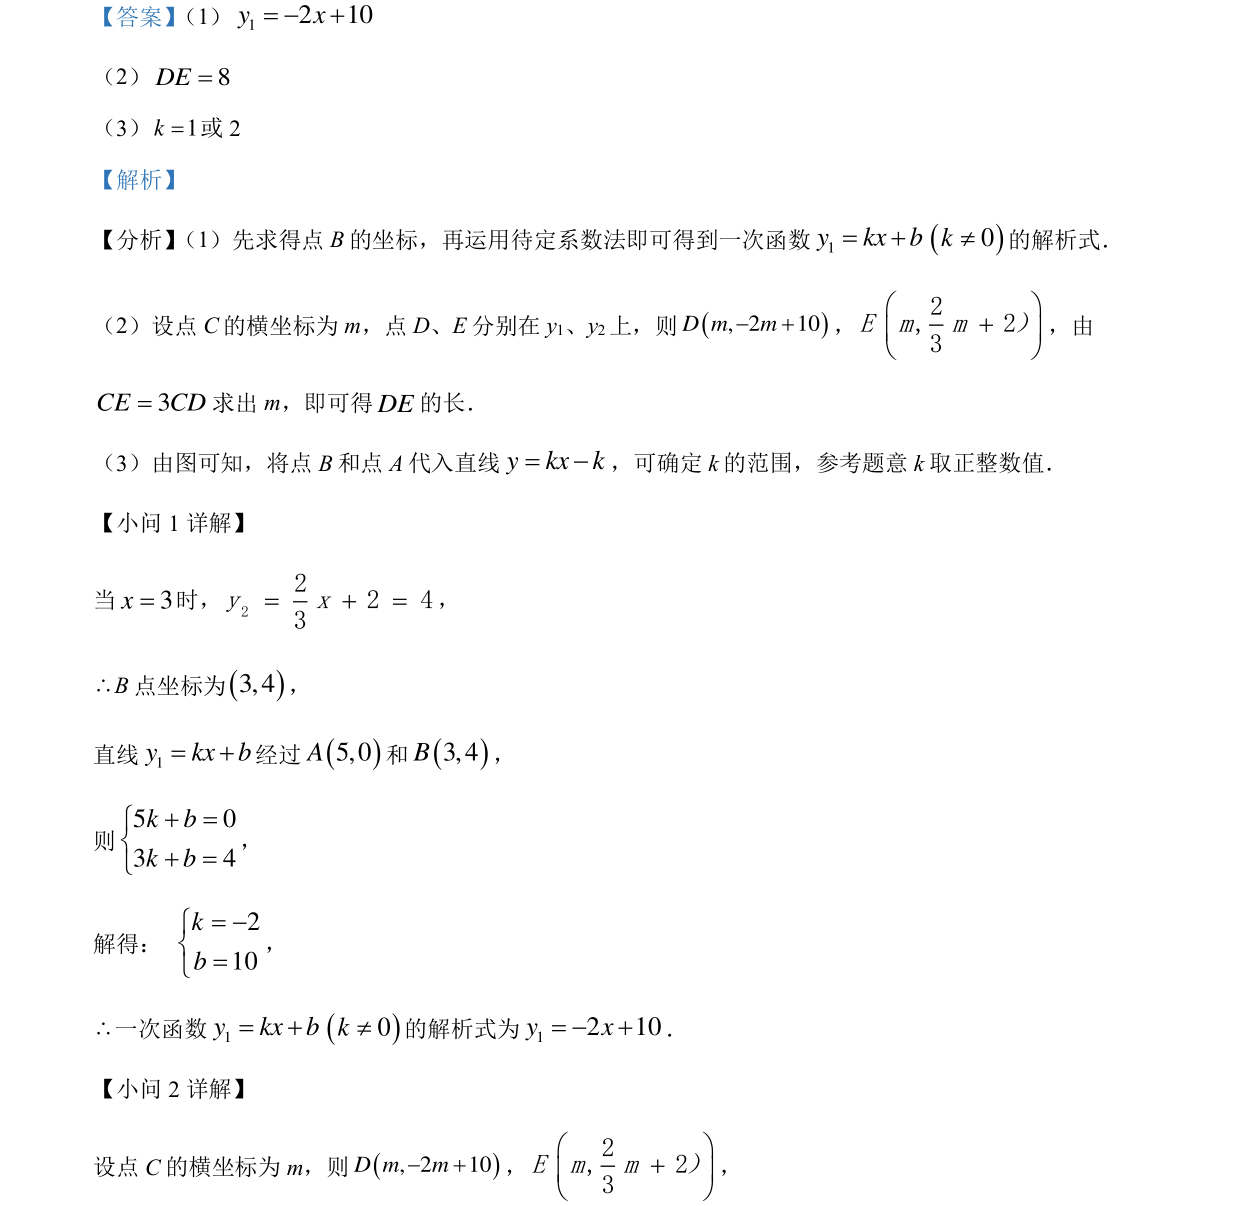 【答案】（1）y₁ = −2x+10
（2）DE = 8
（3）k = 1或 2
【解析】
【分析】（1）先求得点 B 的坐标，再运用待定系数法即可得到一次函数 y₁ = kx+b (k ≠ 0)的解析式．
（2）设点 C 的横坐标为 m，点 D、E 分别在 y₁、y₂ 上，则 D(m,−2m+10)，E(m,2/3 m + 2))，由
CE = 3CD 求出 m，即可得 DE 的长．
（3）由图可知，将点 B 和点 A 代入直线 y = kx−k，可确定 k 的范围，参考题意 k 取正整数值．
【小问 1 详解】
当 x = 3时，y₂ = 2/3 x + 2 = 4，
∴B 点坐标为(3,4)，
直线 y₁ = kx+b 经过 A(5,0)和 B(3,4)，
则{5k+b=0
3k+b=4，
解得：{k=−2
b=10，
∴一次函数 y₁ = kx+b (k ≠ 0)的解析式为 y₁ = −2x+10．
【小问 2 详解】
设点 C 的横坐标为 m，则 D(m,−2m+10)，E(m,2/3 m + 2))，